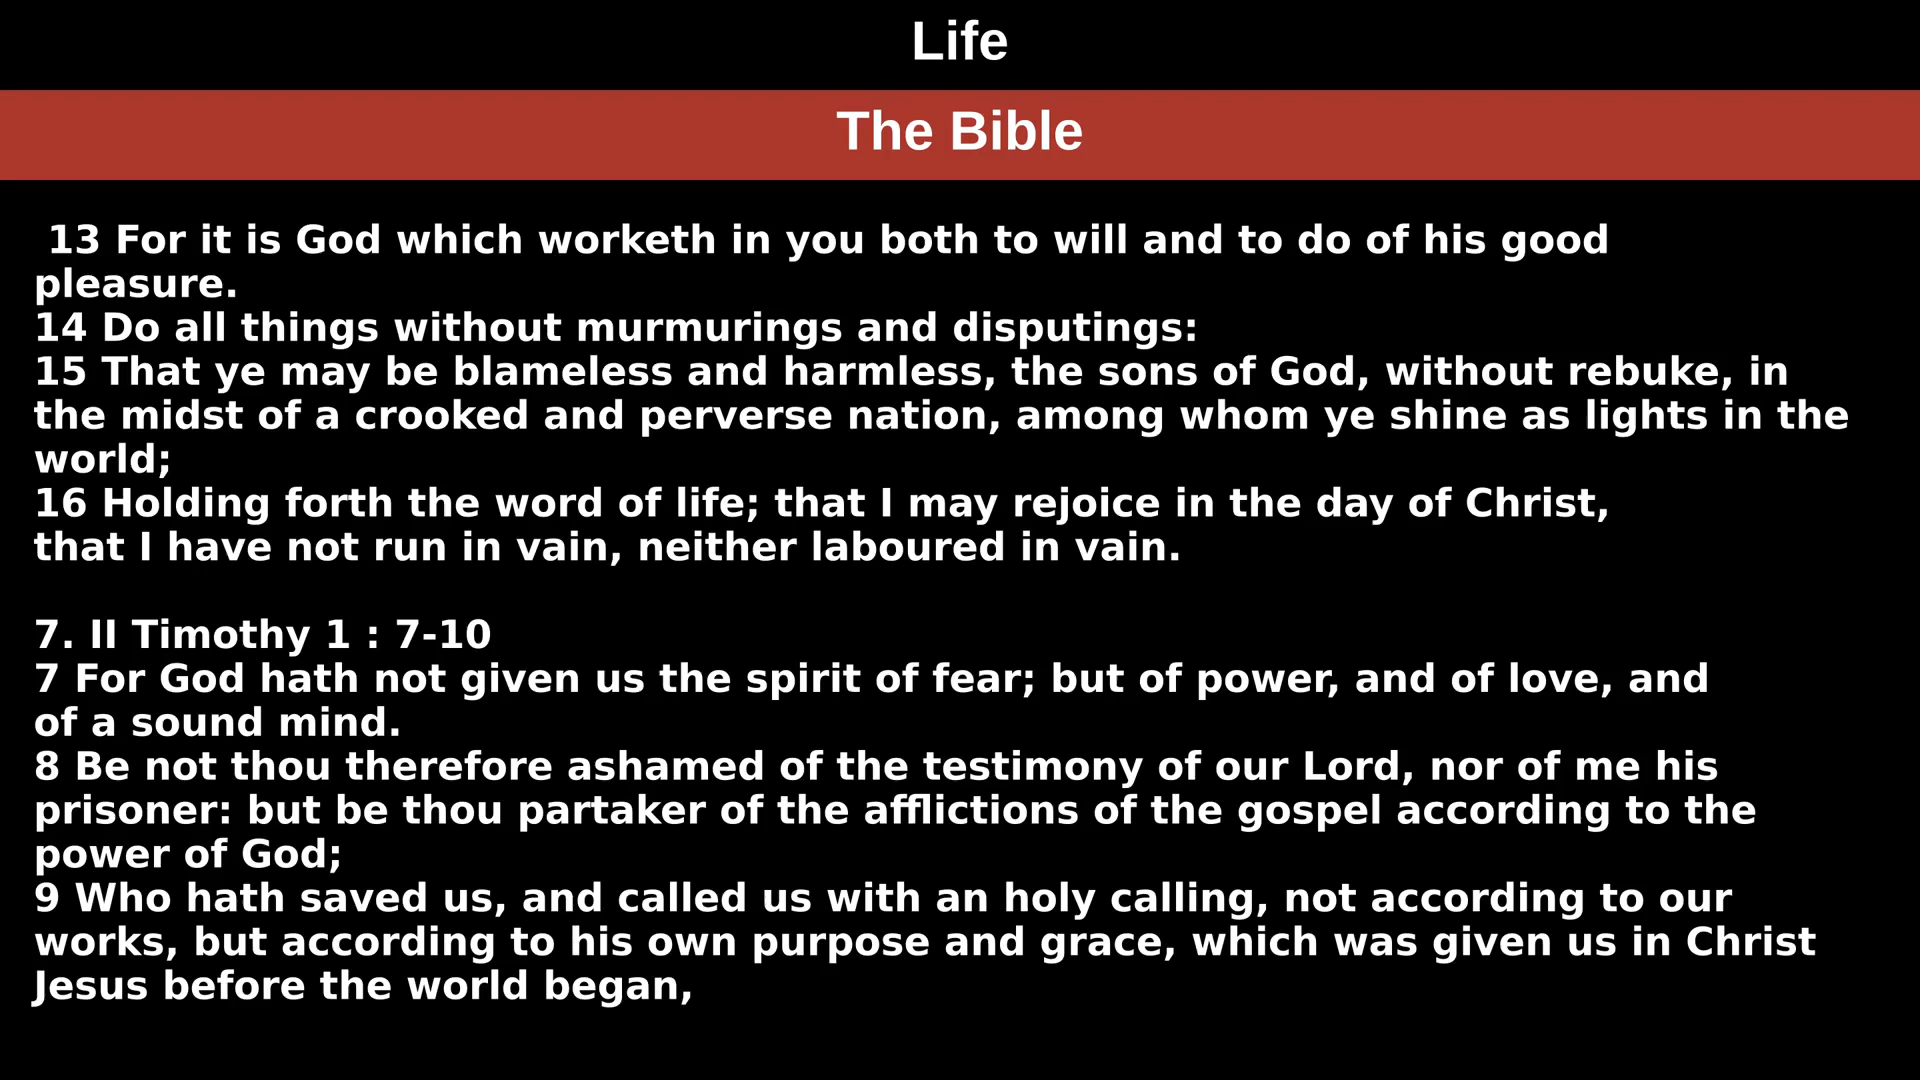 Life
The Bible
13 For it is God which worketh in you both to will and to do of his good
pleasure.
14 Do all things without murmurings and disputings:
15 That ye may be blameless and harmless, the sons of God, without rebuke, in
the midst of a crooked and perverse nation, among whom ye shine as lights in the
world;
16 Holding forth the word of life; that I may rejoice in the day of Christ,
that I have not run in vain, neither laboured in vain.
7. II Timothy 1 : 7-10
7 For God hath not given us the spirit of fear; but of power, and of love, and
of a sound mind.
8 Be not thou therefore ashamed of the testimony of our Lord, nor of me his
prisoner: but be thou partaker of the afflictions of the gospel according to the
power of God;
9 Who hath saved us, and called us with an holy calling, not according to our
works, but according to his own purpose and grace, which was given us in Christ
Jesus before the world began,